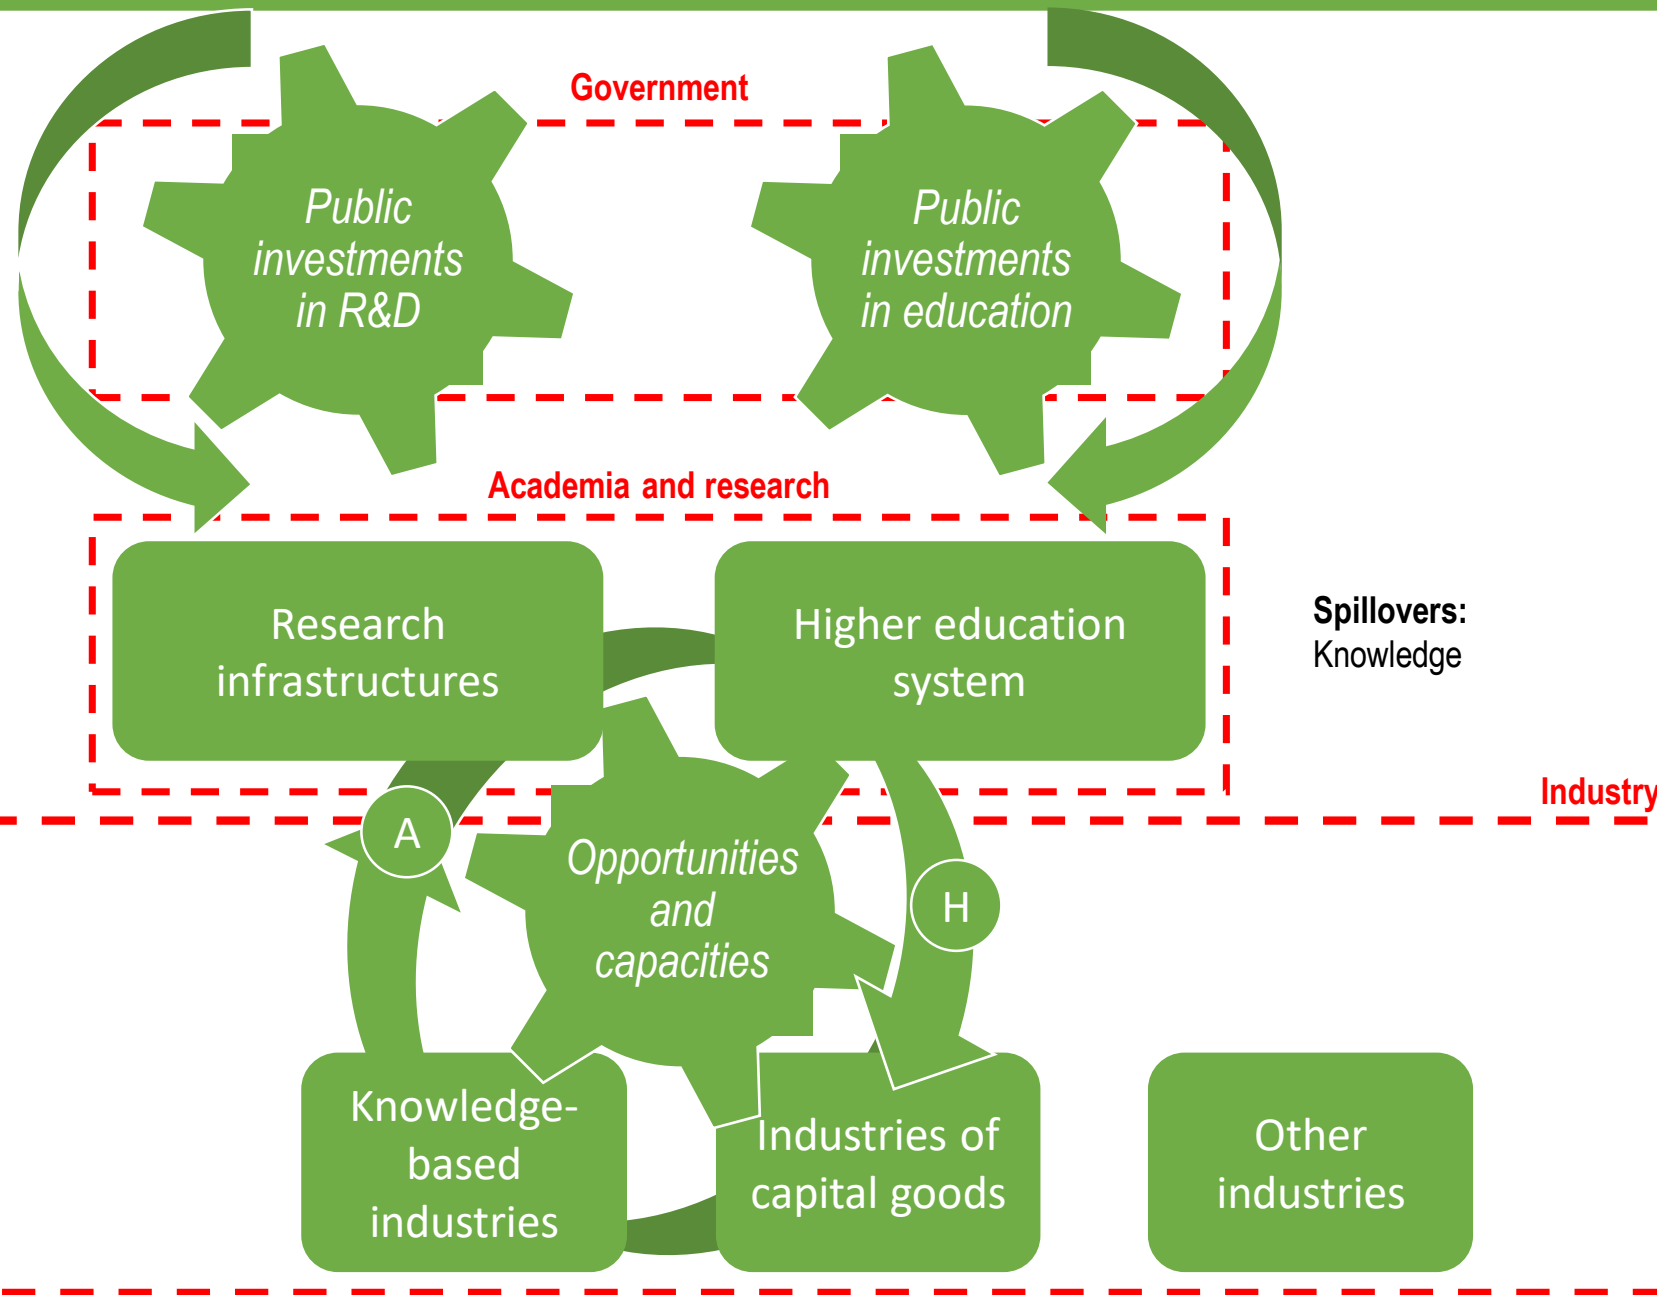 Government
Public
investments
in R&D
Public
investments
in education
Academia and research
Research
infrastructures
Higher education
system
Spillovers:
Knowledge
Industry
A
Opportunities
and
capacities
H
Knowledge-
based
industries
Industries of
capital goods
Other
industries